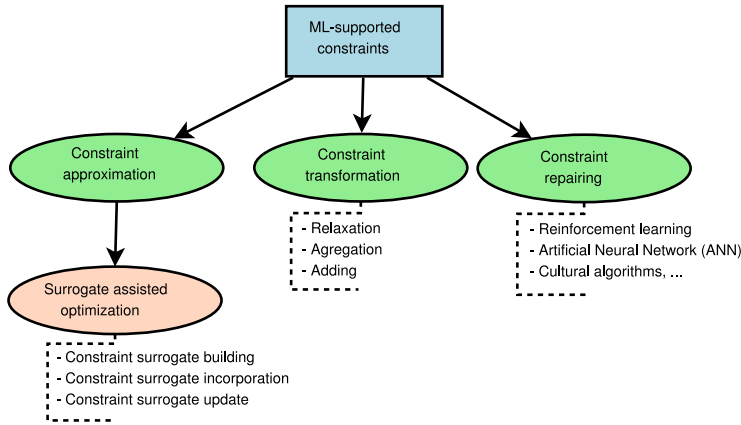 ML-supported
constraints
Constraint
approximation
Constraint
transformation
Constraint
repairing
- Relaxation
- Agregation
- Adding
- Reinforcement learning
- Artificial Neural Network (ANN)
- Cultural algorithms, ...
Surrogate assisted
optimization
- Constraint surrogate building
- Constraint surrogate incorporation
- Constraint surrogate update